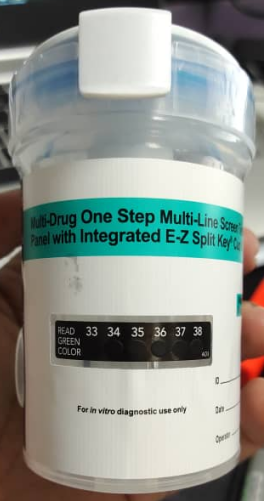 Multi-Drug One Step Multi-Line Screen
Panel with Integrated E-Z Split Key
READ 33 34 35 36 37 38
GREEN
COLOR
For in vitro diagnostic use only
ID
Date
Operator